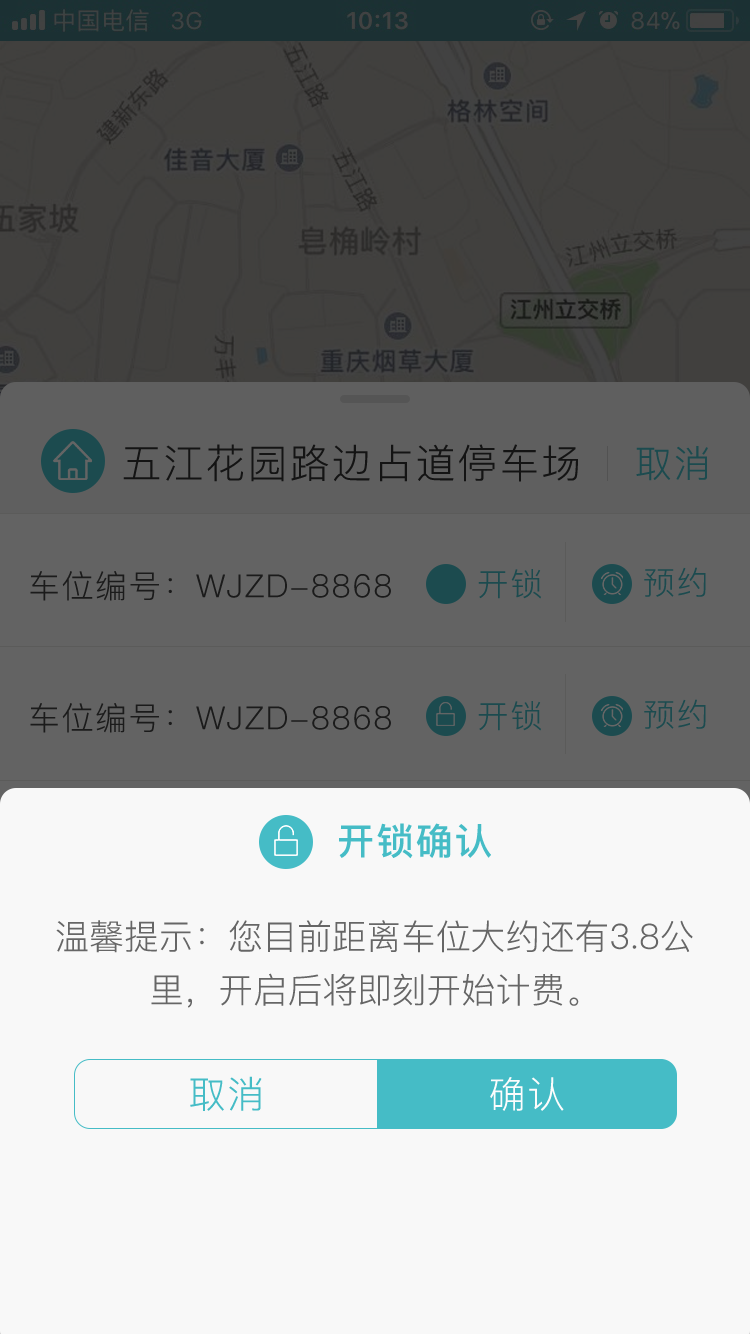 中国电信 3G 10:13 84%
五江路
建新东路
格林空间
佳音大厦
五江路
伍家坡
皂桷岭村
江州立交桥
江州立交桥
万丰
重庆烟草大厦
五江花园路边占道停车场 取消
车位编号：WJZD-8868 开锁 预约
车位编号：WJZD-8868 开锁 预约
开锁确认
温馨提示：您目前距离车位大约还有3.8公
里，开启后将即刻开始计费。
取消 确认